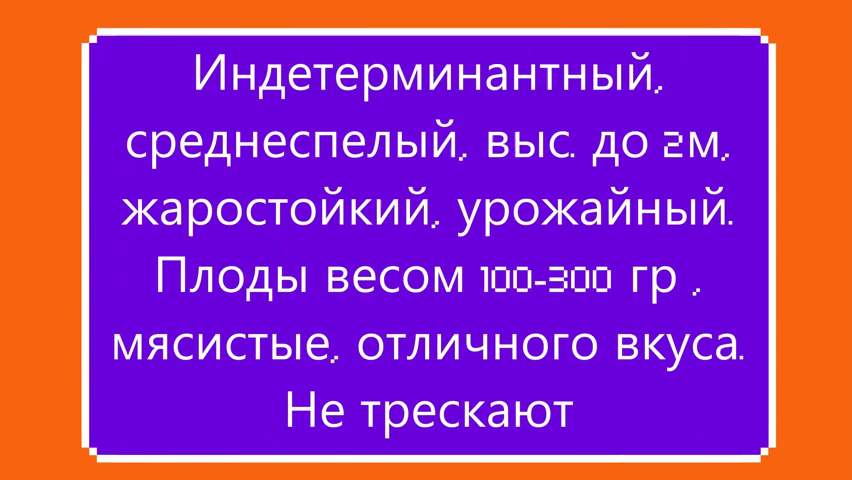 Индетерминантный,
среднеспелый, выс. до 2м,
жаростойкий, урожайный.
Плоды весом 100-300 гр ,
мясистые, отличного вкуса.
Не трескают